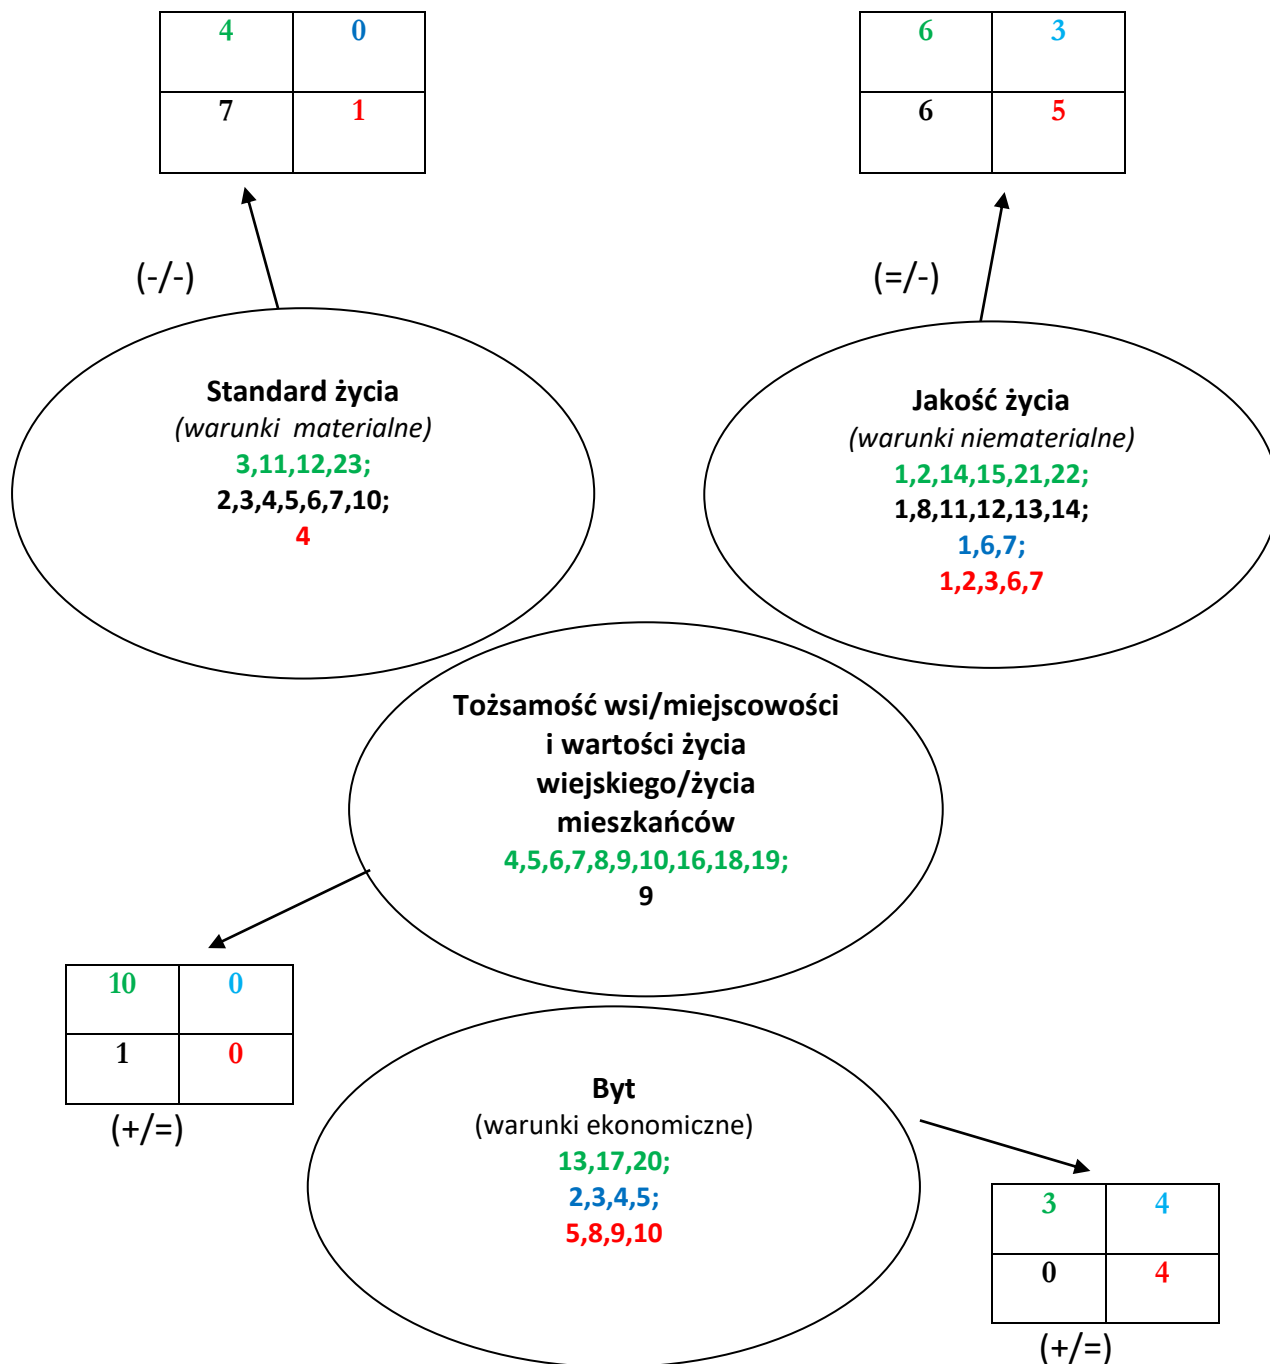 4 0
7 1
6 3
6 5
(-/-)
(=/-)
Standard życia
(warunki materialne)
3,11,12,23;
2,3,4,5,6,7,10;
4
Jakość życia
(warunki niematerialne)
1,2,14,15,21,22;
1,8,11,12,13,14;
1,6,7;
1,2,3,6,7
Tożsamość wsi/miejscowości
i wartości życia
wiejskiego/życia
mieszkańców
4,5,6,7,8,9,10,16,18,19;
9
10 0
1 0
(+/=)
Byt
(warunki ekonomiczne)
13,17,20;
2,3,4,5;
5,8,9,10
3 4
0 4
(+/=)